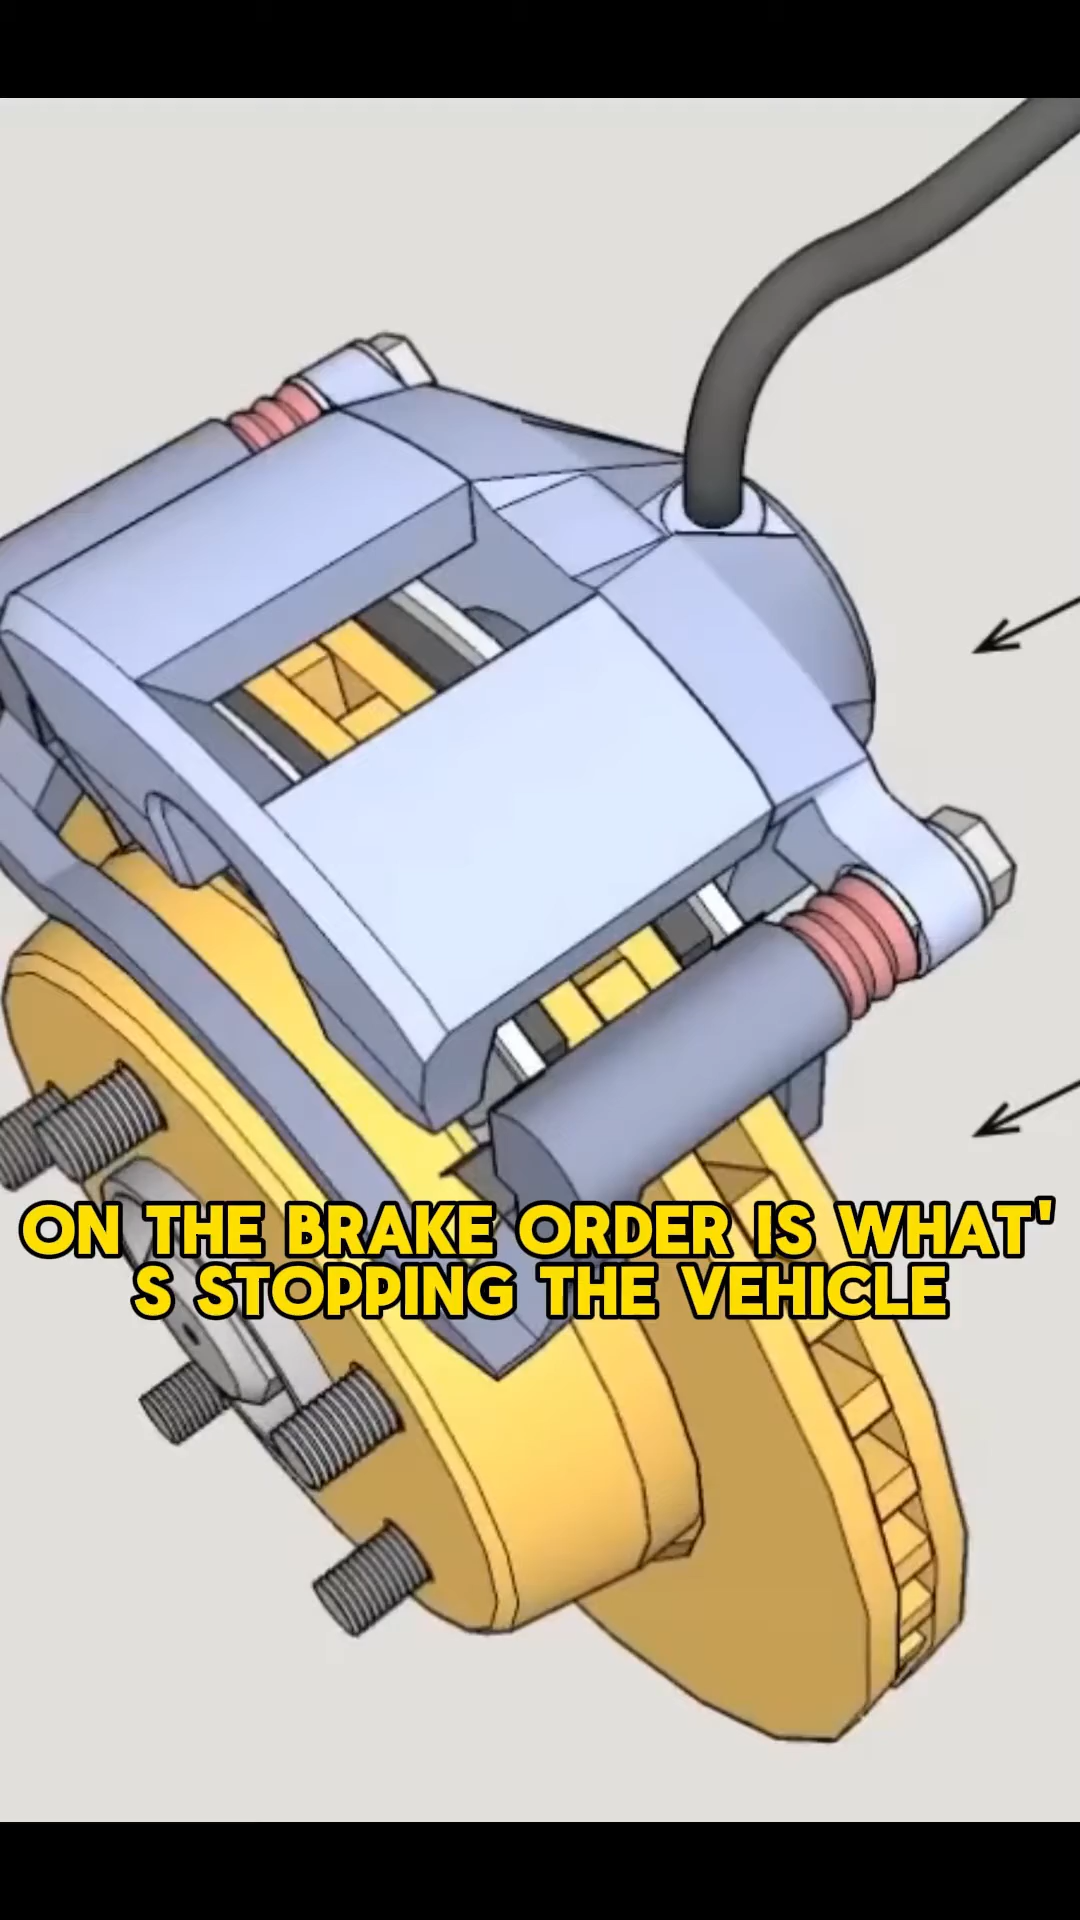 ON THE BRAKE ORDER IS WHAT'
S STOPPING THE VEHICLE